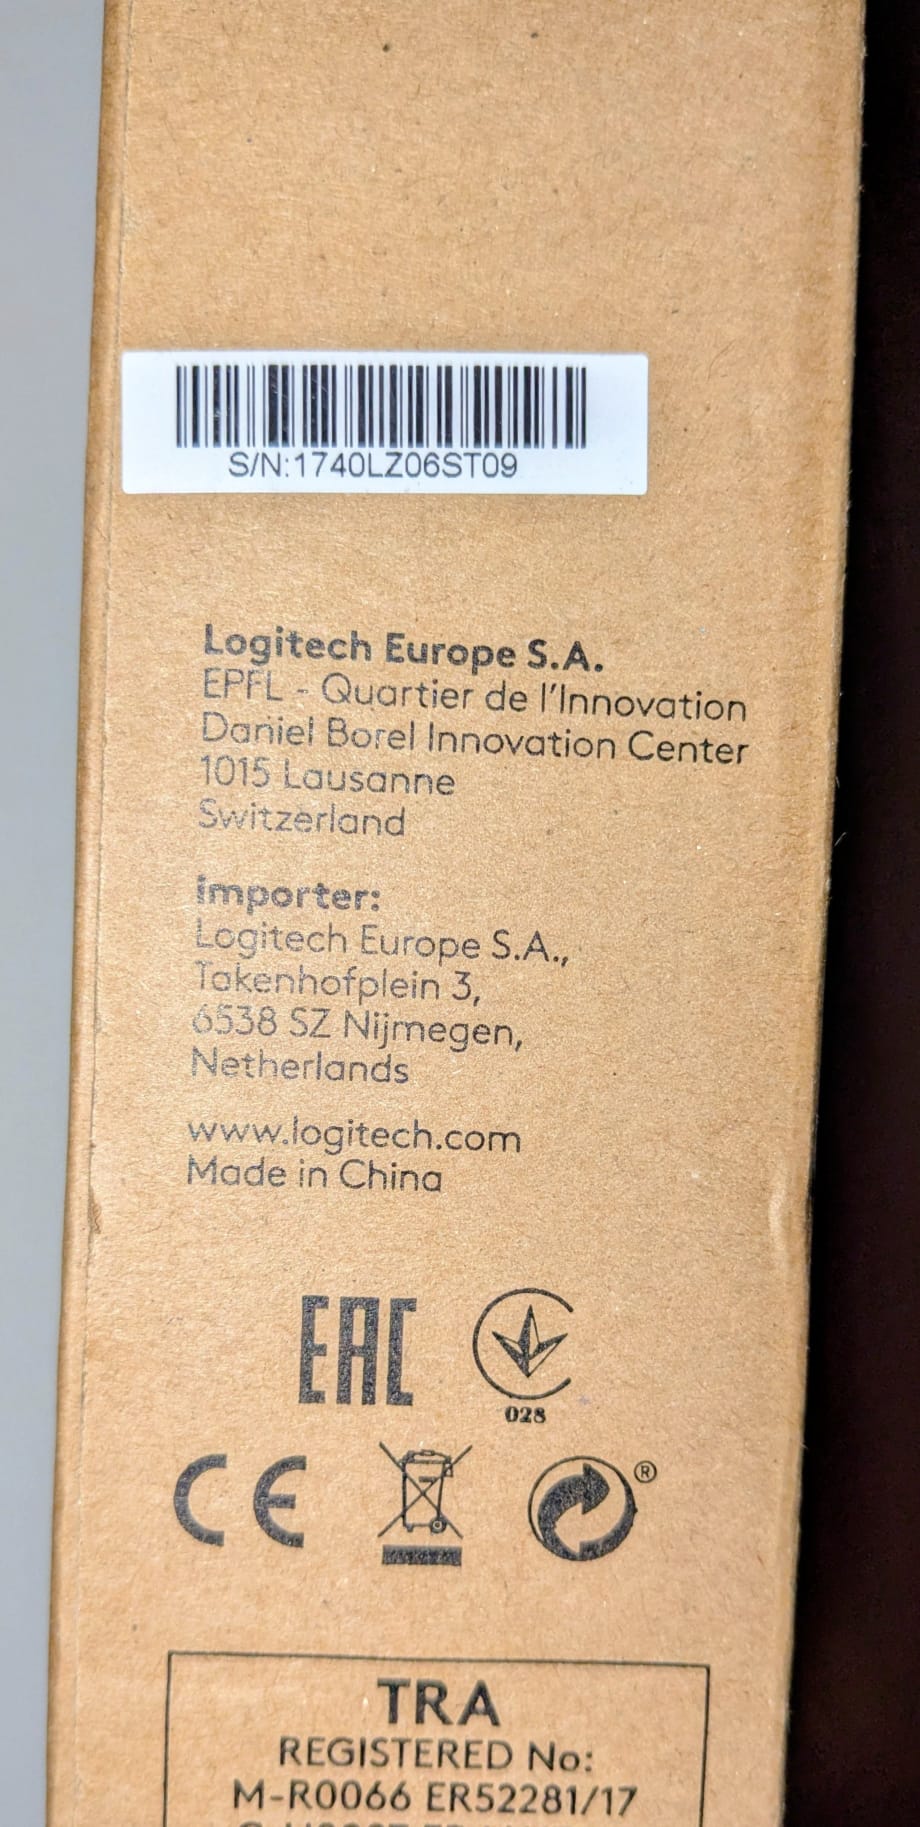 S/N:1740LZ06ST09
Logitech Europe S.A.
EPFL - Quartier de l'Innovation
Daniel Borel Innovation Center
1015 Lausanne
Switzerland
importer:
Logitech Europe S.A.,
Takenhofplein 3,
6538 SZ Nijmegen,
Netherlands
www.logitech.com
Made in China
EAC
028
CE
®
TRA
REGISTERED No:
M-R0066 ER52281/17